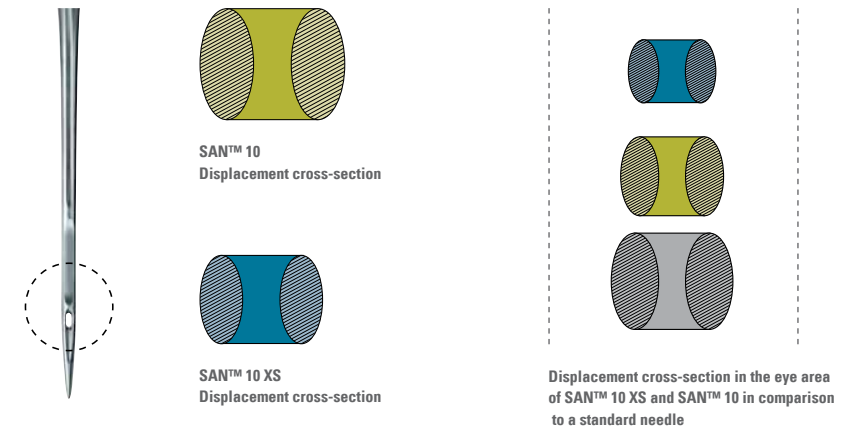 SAN™ 10
Displacement cross-section
SAN™ 10 XS
Displacement cross-section
Displacement cross-section in the eye area
of SAN™ 10 XS and SAN™ 10 in comparison
to a standard needle